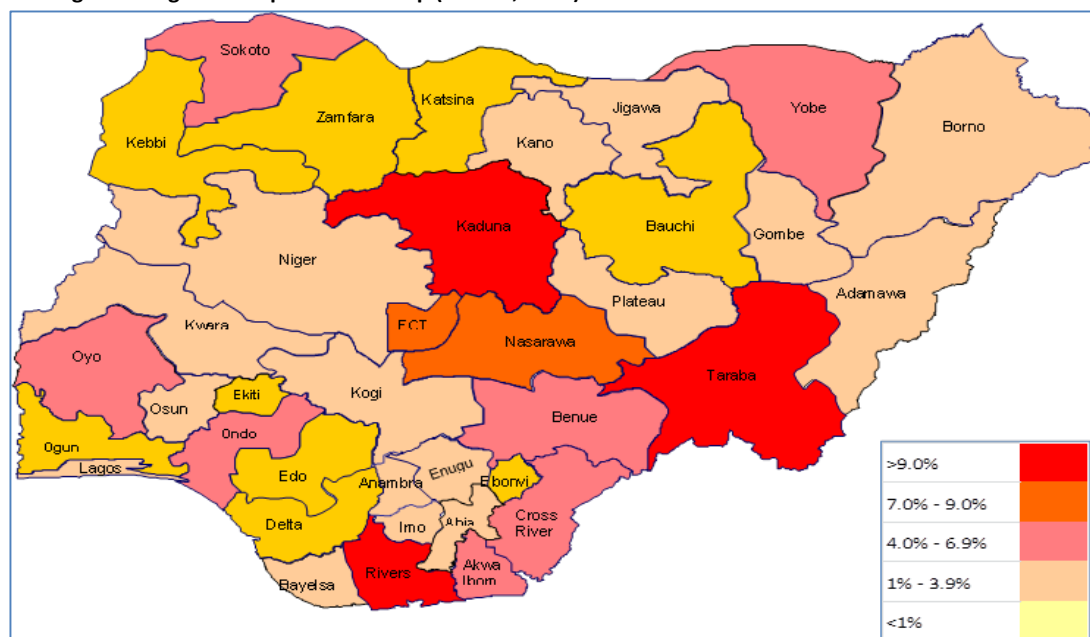 Sokoto
Katsina
Jigawa
Yobe
Zamfara
Borno
Kebbi
Kano
Kaduna
Bauchi
Gombe
Niger
Adamawa
Plateau
FCT
Kwara
Nasarawa
Oyo
Taraba
Kogi
Osun
Ekiti
Benue
Ondo
Ogun
Lagos
Edo
Enugu
Anambra
Ebonyi
Delta
Imo
Abia
Cross
River
Rivers
Akwa
Ibom
Bayelsa
>9.0%
7.0% - 9.0%
4.0% - 6.9%
1% - 3.9%
<1%